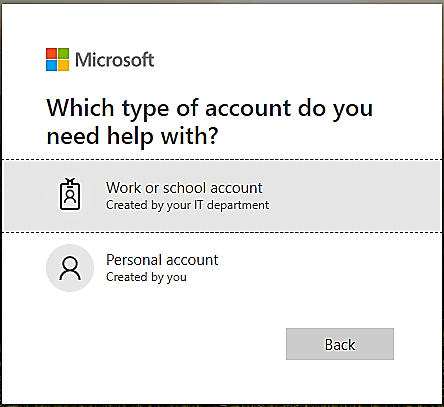 Microsoft
Which type of account do you
need help with?
Work or school account
Created by your IT department
Personal account
Created by you
Back